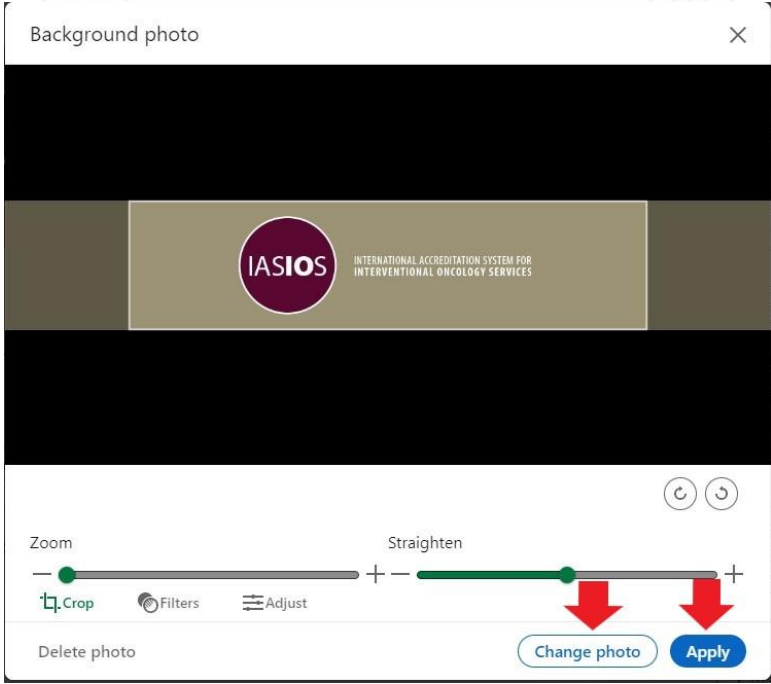 Background photo
IASIOS
INTERNATIONAL ACCREDITATION SYSTEM FOR
INTERVENTIONAL ONCOLOGY SERVICES
Zoom
Straighten
Crop
Filters
Adjust
Delete photo
Change photo
Apply